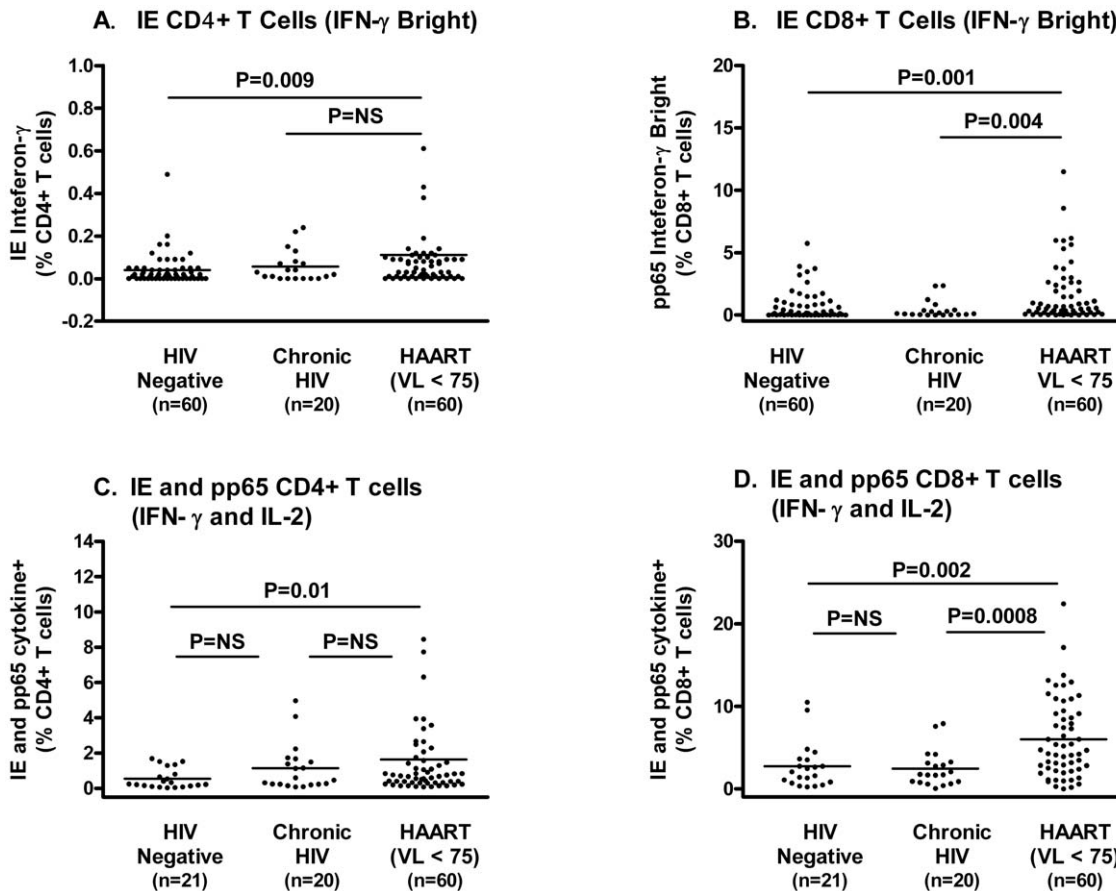 A. IE CD4+ T Cells (IFN-γ Bright)
IE Inteferon-γ
(% CD4+ T cells)
1.0
0.8
0.6
0.4
0.2
0.0
-0.2
P=0.009
P=NS
HIV
Negative
(n=60)
Chronic
HIV
(n=20)
HAART
(VL < 75)
(n=60)
B. IE CD8+ T Cells (IFN-γ Bright)
pp65 Inteferon-γ Bright
(% CD8+ T cells)
20
15
10
5
0
P=0.001
P=0.004
HIV
Negative
(n=60)
Chronic
HIV
(n=20)
HAART
VL < 75
(n=60)
C. IE and pp65 CD4+ T cells
(IFN- γ and IL-2)
IE and pp65 cytokine+
(% CD4+ T cells)
14
12
10
8
6
4
2
0
P=0.01
P=NS
P=NS
HIV
Negative
(n=21)
Chronic
HIV
(n=20)
HAART
(VL < 75)
(n=60)
D. IE and pp65 CD8+ T cells
(IFN- γ and IL-2)
IE and pp65 cytokine+
(% CD8+ T cells)
30
20
10
0
P=0.002
P=NS
P=0.0008
HIV
Negative
(n=21)
Chronic
HIV
(n=20)
HAART
(VL < 75)
(n=60)